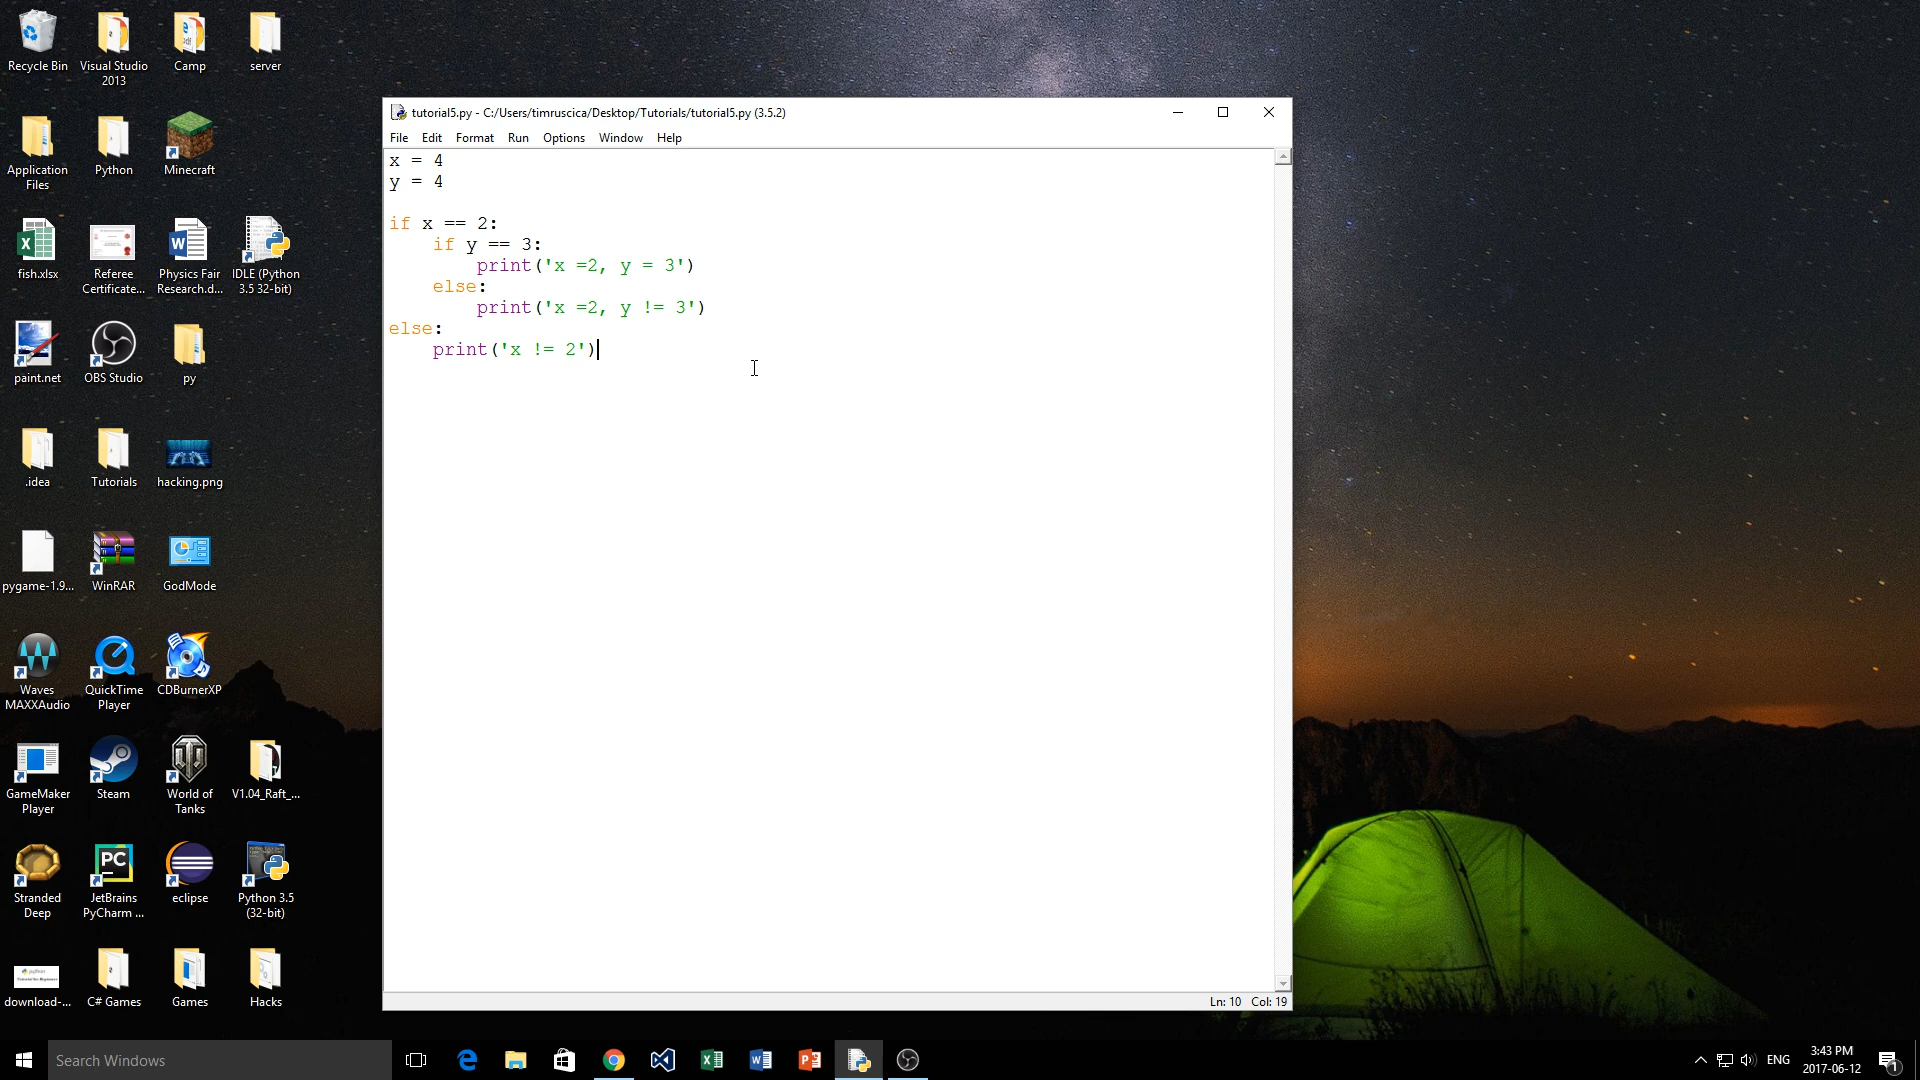 Recycle Bin
Visual Studio
2013
Camp
server
Application
Files
Python
Minecraft
fish.xlsx
Referee
Certificate...
Physics Fair
Research.d...
IDLE (Python
3.5 32-bit)
paint.net
OBS Studio
py
.idea
Tutorials
hacking.png
pygame-1.9...
WinRAR
GodMode
Waves
MAXXAudio
QuickTime
Player
CDBurnerXP
GameMaker
Player
Steam
World of
Tanks
V1.04_Raft_...
Stranded
Deep
JetBrains
PyCharm ...
eclipse
Python 3.5
(32-bit)
download-...
C# Games
Games
Hacks
tutorial5.py - C:/Users/timruscica/Desktop/Tutorials/tutorial5.py (3.5.2)
File Edit Format Run Options Window Help
x = 4
y = 4
if x == 2:
    if y == 3:
        print('x =2, y = 3')
    else:
        print('x =2, y != 3')
else:
    print('x != 2')
Ln: 10 Col: 19
Search Windows
ENG
3:43 PM
2017-06-12
1